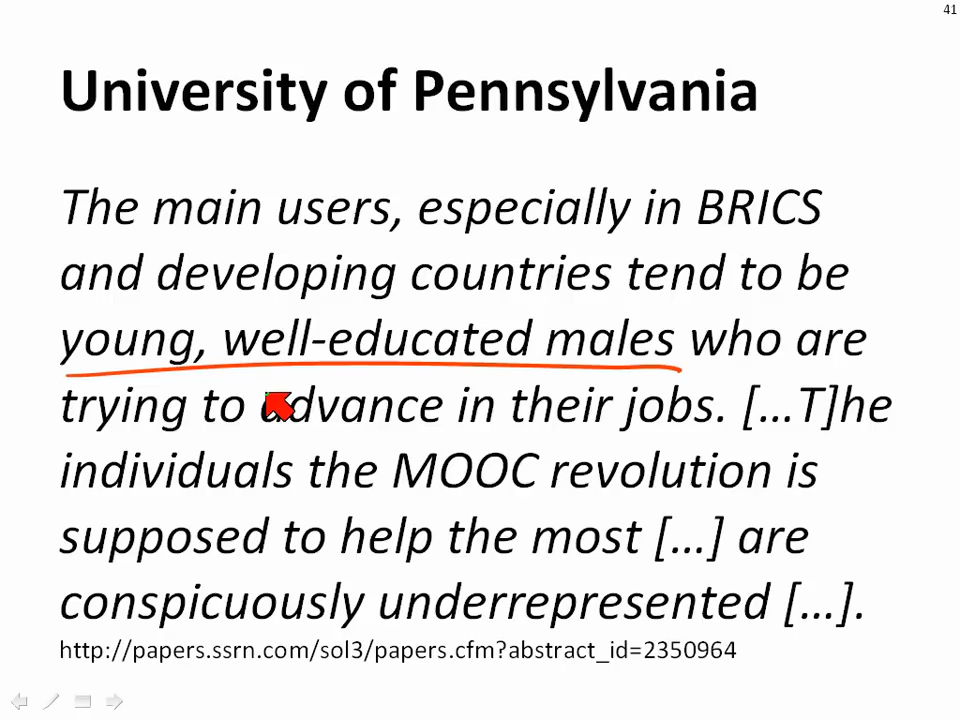 41
University of Pennsylvania
The main users, especially in BRICS
and developing countries tend to be
young, well-educated males who are
trying to advance in their jobs. […T]he
individuals the MOOC revolution is
supposed to help the most […] are
conspicuously underrepresented […].
http://papers.ssrn.com/sol3/papers.cfm?abstract_id=2350964